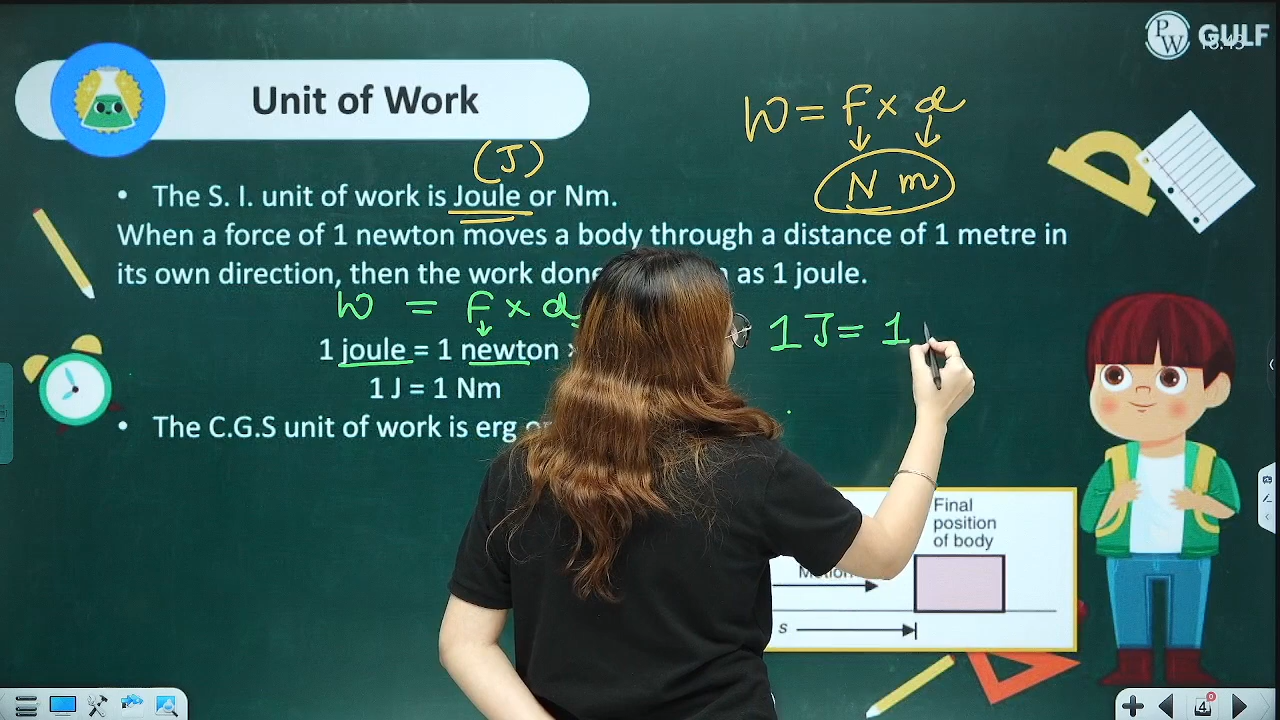 PW GULF
Unit of Work
W = F x d
(J)
N m
• The S. I. unit of work is Joule or Nm.
When a force of 1 newton moves a body through a distance of 1 metre in
its own direction, then the work done as 1 joule.
W = F x d
1 J = 1
1 joule = 1 newton ×
1 J = 1 Nm
• The C.G.S unit of work is erg or
Final
position
of body
Motion
s
4